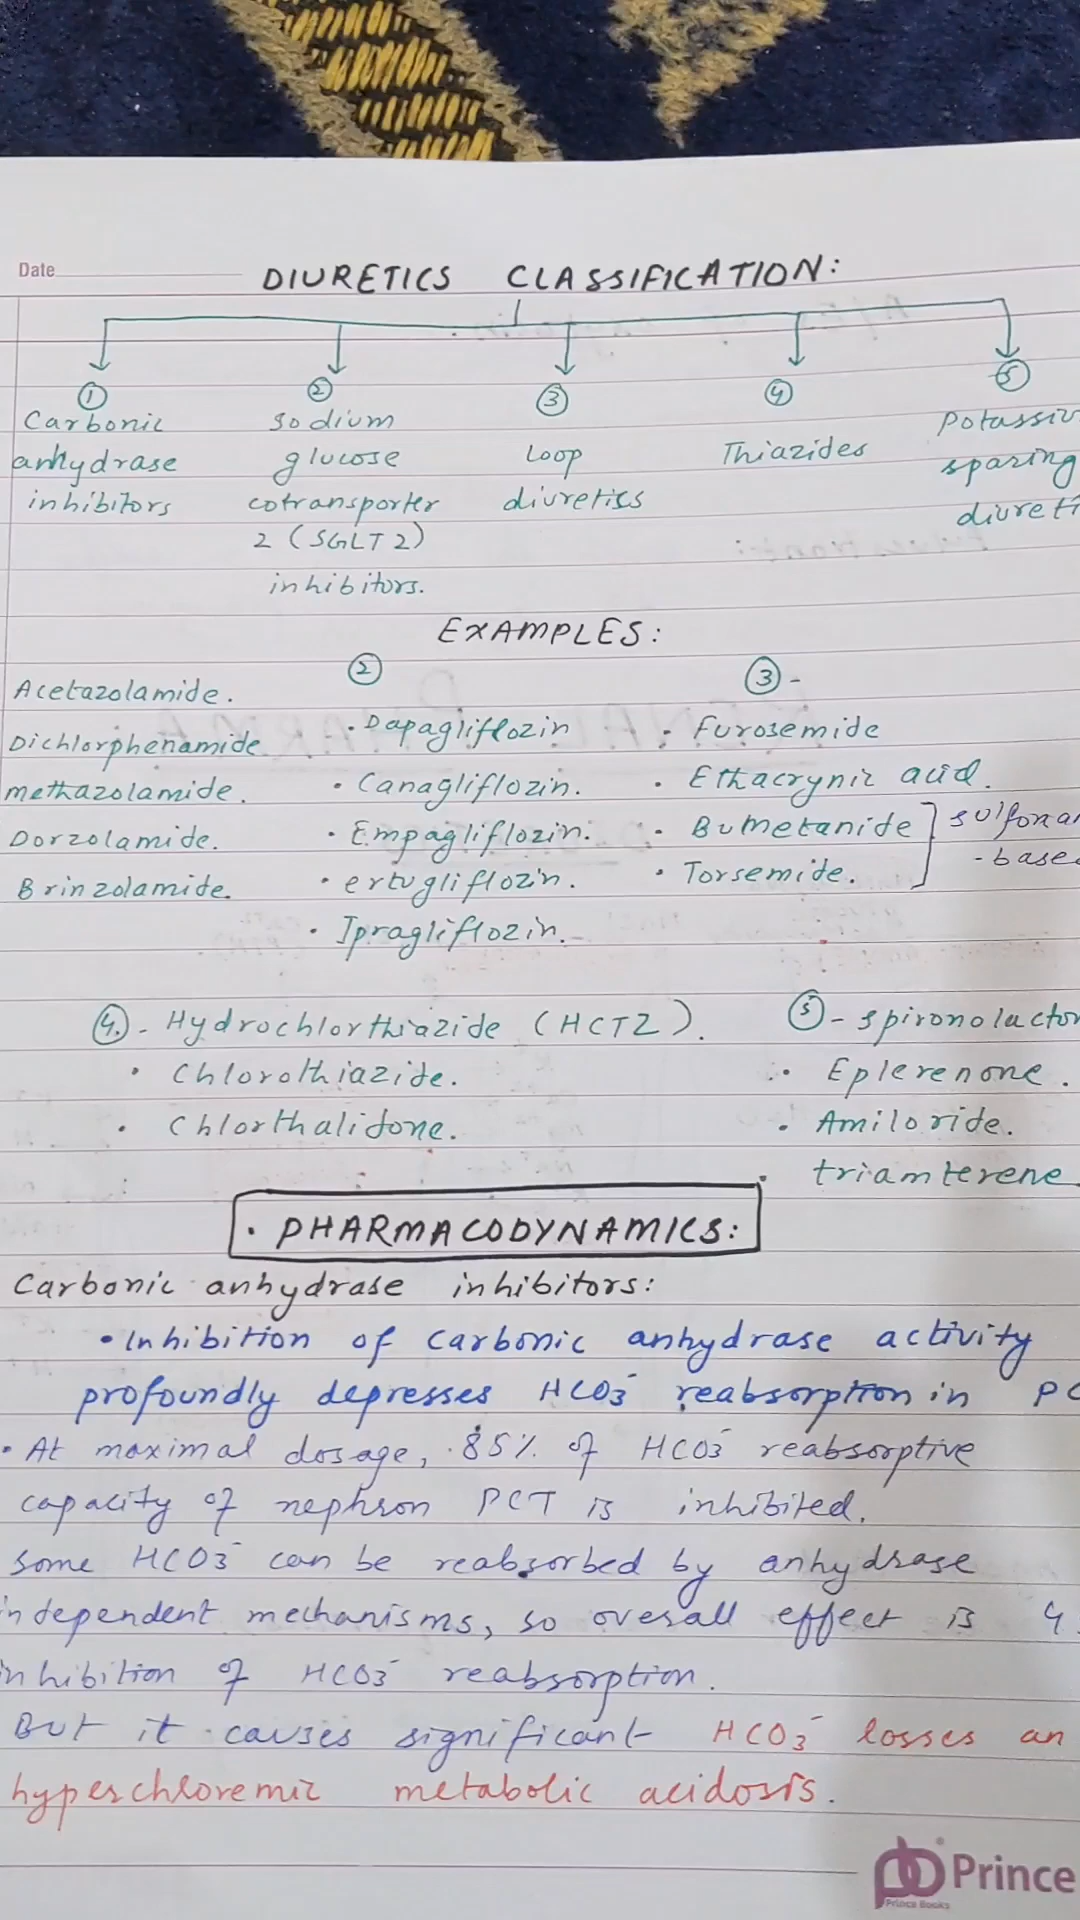 Date
DIURETICS CLASSIFICATION:
1 2 3 4 5
Carbonic anhydrase inhibitors
sodium glucose cotransporter 2 (SGLT2) inhibitors.
Loop diuretics
Thiazides
Potassiu sparing diureti
EXAMPLES:
Acetazolamide.
Dichlorphenamide
methazolamide.
Dorzolamide.
Brinzolamide.
2
• Dapagliflozin
• Canagliflozin.
• Empagliflozin.
• ertugliflozin.
• Ipragliflozin.
3 -
• Furosemide
• Ethacrynic acid.
• Bumetanide
• Torsemide.
sulfona
- base
4. - Hydrochlorthiazide (HCTZ).
• Chlorothiazide.
• Chlorthalidone.
5 - spironolacton
• Eplerenone.
• Amiloride.
• triamterene
• PHARMACODYNAMICS:
Carbonic anhydrase inhibitors:
• Inhibition of carbonic anhydrase activity
profoundly depresses HCO3⁻ reabsorption in PC
• At maximal dosage, 85% of HCO3⁻ reabsorptive
capacity of nephron PCT is inhibited.
Some HCO3⁻ can be reabsorbed by anhydrase
independent mechanisms, so overall effect is 4
inhibition of HCO3⁻ reabsorption.
But it causes significant HCO3⁻ losses an
hyperchloremic metabolic acidosis.
Prince
Prince Books